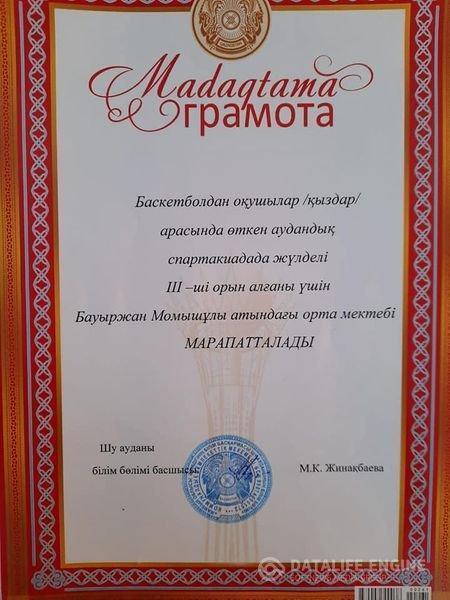 Madaqtama
грамота
Баскетболдан оқушылар /қыздар/
арасында өткен аудандық
спартакиадада жүлделі
III –ші орын алғаны үшін
Бауыржан Момышұлы атындағы орта мектебі
МАРАПАТТАЛАДЫ
Шу ауданы
білім бөлімі басшысы
М.К. Жинақбаева
DATALIFE ENGINE